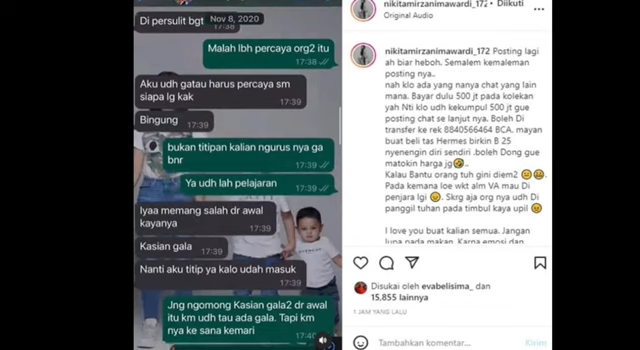 Di persulit bgt
17:38
Nov 8, 2020
Malah lbh percaya org2 itu
17:38
Aku udh gatau harus percaya sm
siapa lg kak
17:39
Bingung
17:39
bukan titipan kalian ngurus nya ga
bnr
17:39
Ya udh lah pelajaran
17:39
Iyaa memang salah dr awal
kayanya
17:39
Kasian gala
17:39
Nanti aku titip ya kalo udah masuk
17:39
Jng ngomong Kasian gala2 dr awal
itu km udh tau ada gala. Tapi km
nya ke sana kemari
17:40
nikitamirzanimawardi_172 • Diikuti
Original Audio
nikitamirzanimawardi_172 Posting lagi
ah biar heboh. Semalem kemaleman
posting nya..
nah klo ada yang nanya chat yang lain
mana. Bayar dulu 500 jt pada kolekan
yah Nti klo udh kekumpul 500 jt gue
posting chat se lanjut nya. Boleh Di
transfer ke rek 8840566464 BCA. mayan
buat beli tas Hermes birkin B 25
nyenengin diri sendiri .boleh Dong gue
matokin harga jg🤣..
Kalau Bantu orang tuh gini diem2
Pada kemana loe wkt alm VA mau Di
penjara lgi
. Skrg aja org nya udh Di
panggil tuhan pada timbul kaya upil
I love you buat kalian semua. Jangan
lupa pada makan. Karna emosi dan
Disukai oleh evabelisima_ dan
15.855 lainnya
1 JAM YANG LALU
Tambahkan komentar...
Kirim